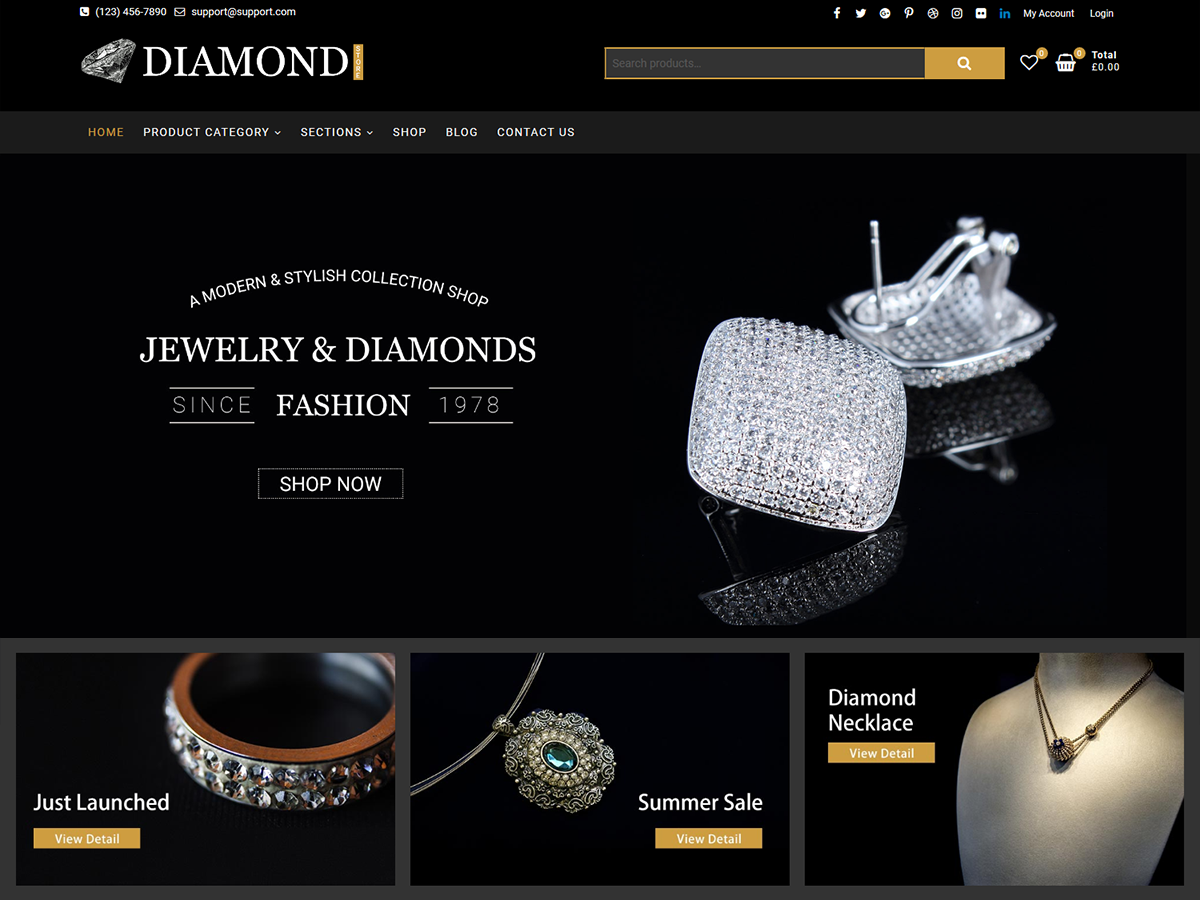 (123) 456-7890 support@support.com
My Account Login
DIAMOND STORE
Search products...
0
0
Total
£0.00
HOME PRODUCT CATEGORY SECTIONS SHOP BLOG CONTACT US
A MODERN & STYLISH COLLECTION SHOP
JEWELRY & DIAMONDS
SINCE FASHION 1978
SHOP NOW
Just Launched
View Detail
Summer Sale
View Detail
Diamond
Necklace
View Detail